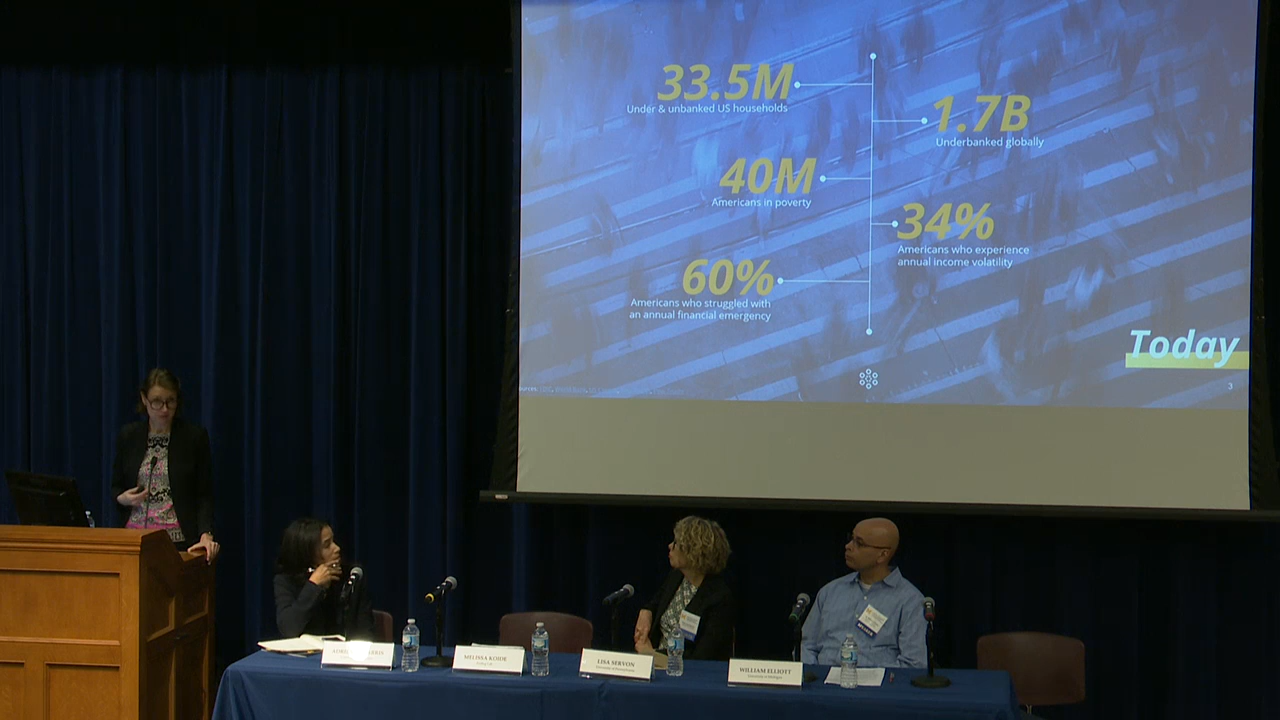 33.5M
Under & unbanked US households
1.7B
Underbanked globally
40M
Americans in poverty
34%
Americans who experience
annual income volatility
60%
Americans who struggled with
an annual financial emergency
Today
3
MELISSA KOIDE
LISA SERVON
WILLIAM ELLIOTT